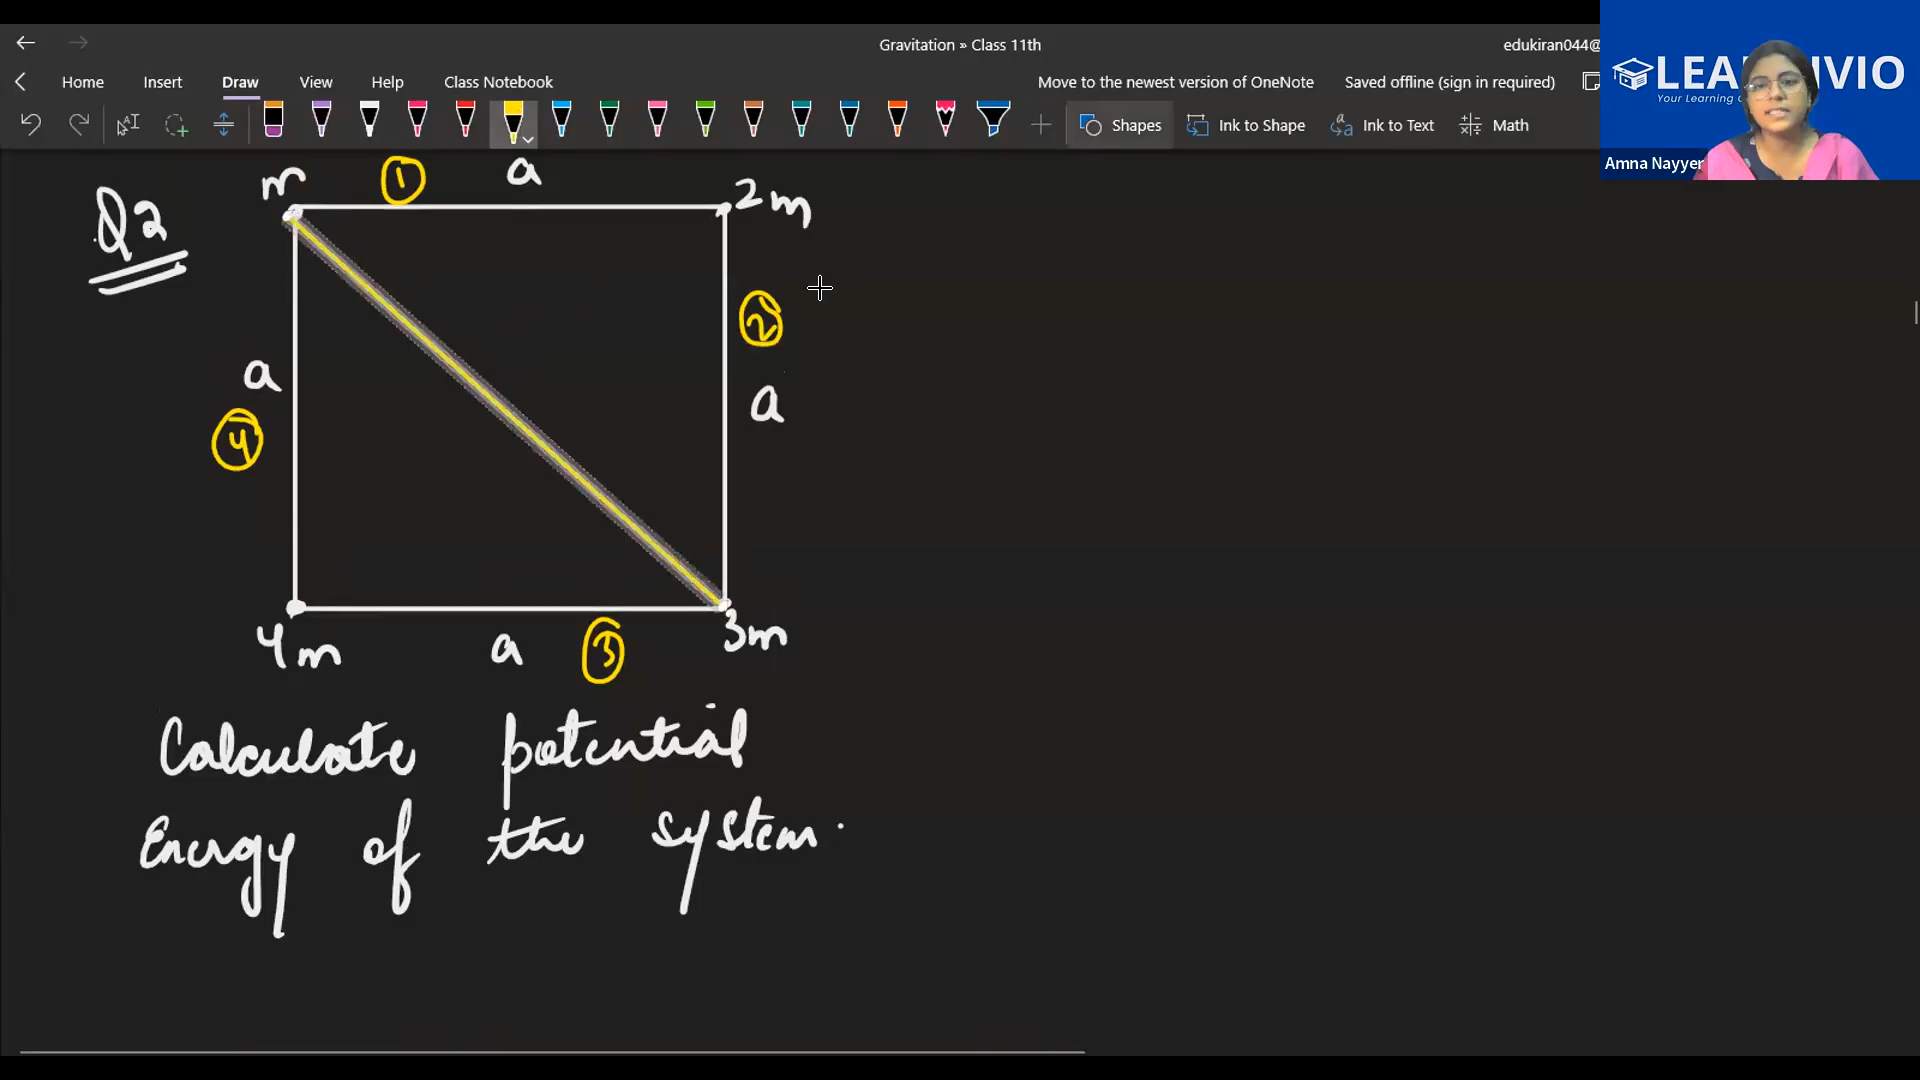 Gravitation » Class 11th
edukiran044@
Home Insert Draw View Help Class Notebook
Move to the newest version of OneNote
Saved offline (sign in required)
Shapes Ink to Shape Ink to Text Math
Your Learning
Amna Nayyer
Q2
m 1 a 2m
2
a a
4
4m a 3 3m
Calculate potential
Energy of the system.